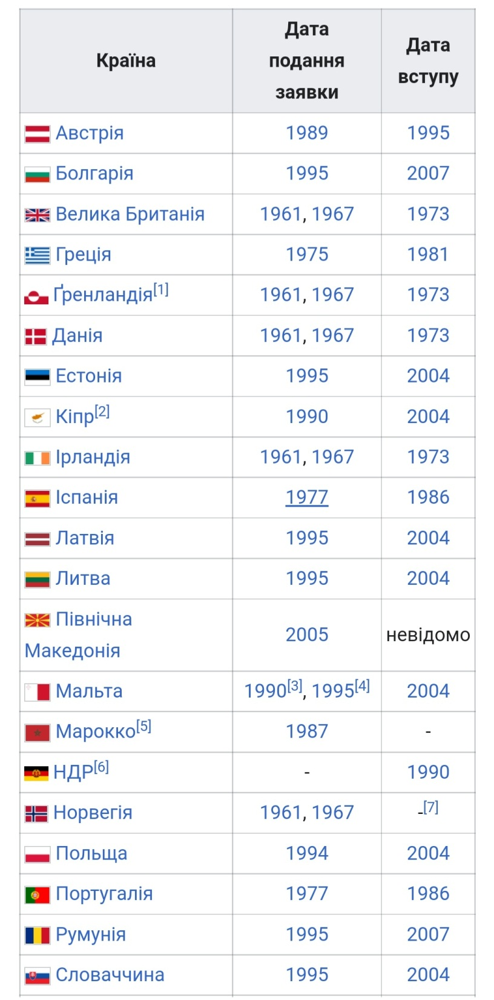 Країна	Дата подання заявки	Дата вступу
Австрія	1989	1995
Болгарія	1995	2007
Велика Британія	1961, 1967	1973
Греція	1975	1981
Ґренландія[1]	1961, 1967	1973
Данія	1961, 1967	1973
Естонія	1995	2004
Кіпр[2]	1990	2004
Ірландія	1961, 1967	1973
Іспанія	1977	1986
Латвія	1995	2004
Литва	1995	2004
Північна Македонія	2005	невідомо
Мальта	1990[3], 1995[4]	2004
Марокко[5]	1987	-
НДР[6]	-	1990
Норвегія	1961, 1967	-[7]
Польща	1994	2004
Португалія	1977	1986
Румунія	1995	2007
Словаччина	1995	2004